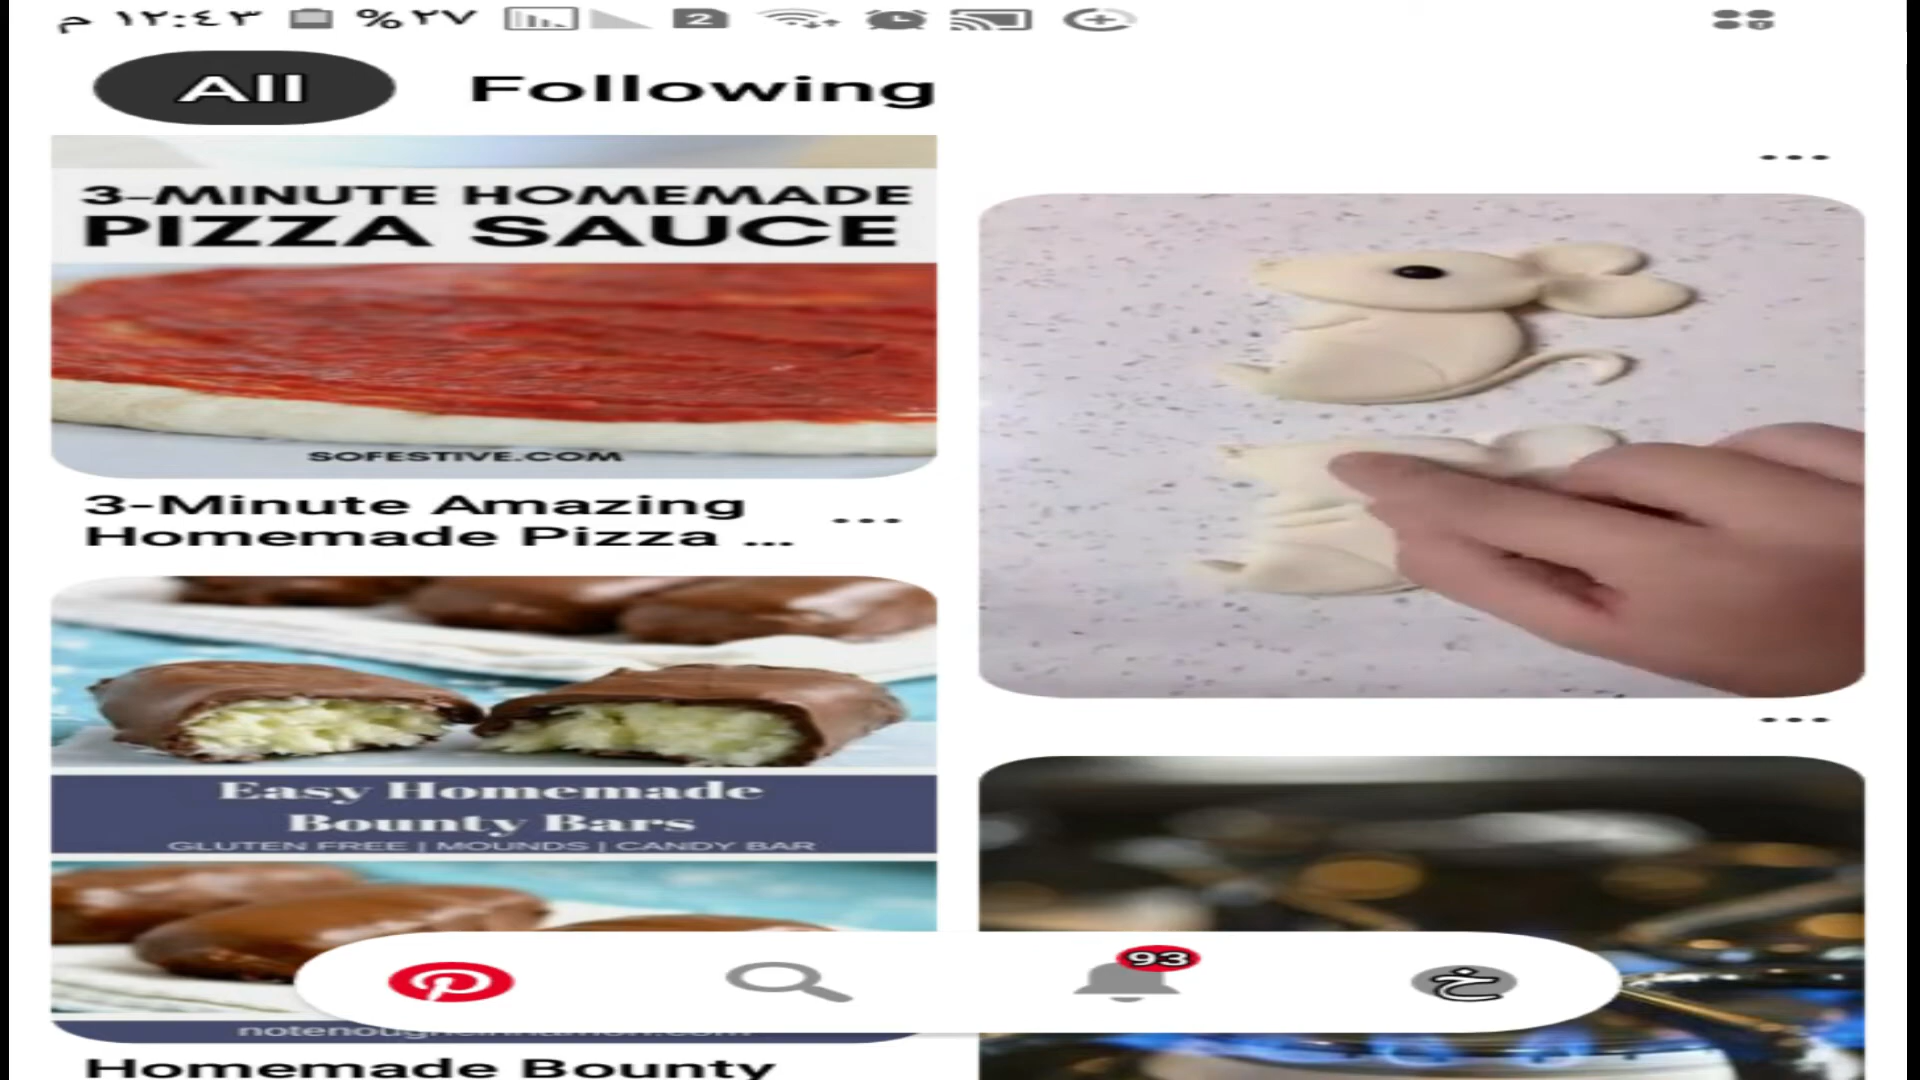 م ١٢:٤٣ %٢٧ 2
All Following
3-MINUTE HOMEMADE
PIZZA SAUCE
SOFESTIVE.COM
3-Minute Amazing
Homemade Pizza ...
Easy Homemade
Bounty Bars
GLUTEN FREE | MOUNDS | CANDY BAR
93
خ
Homemade Bounty